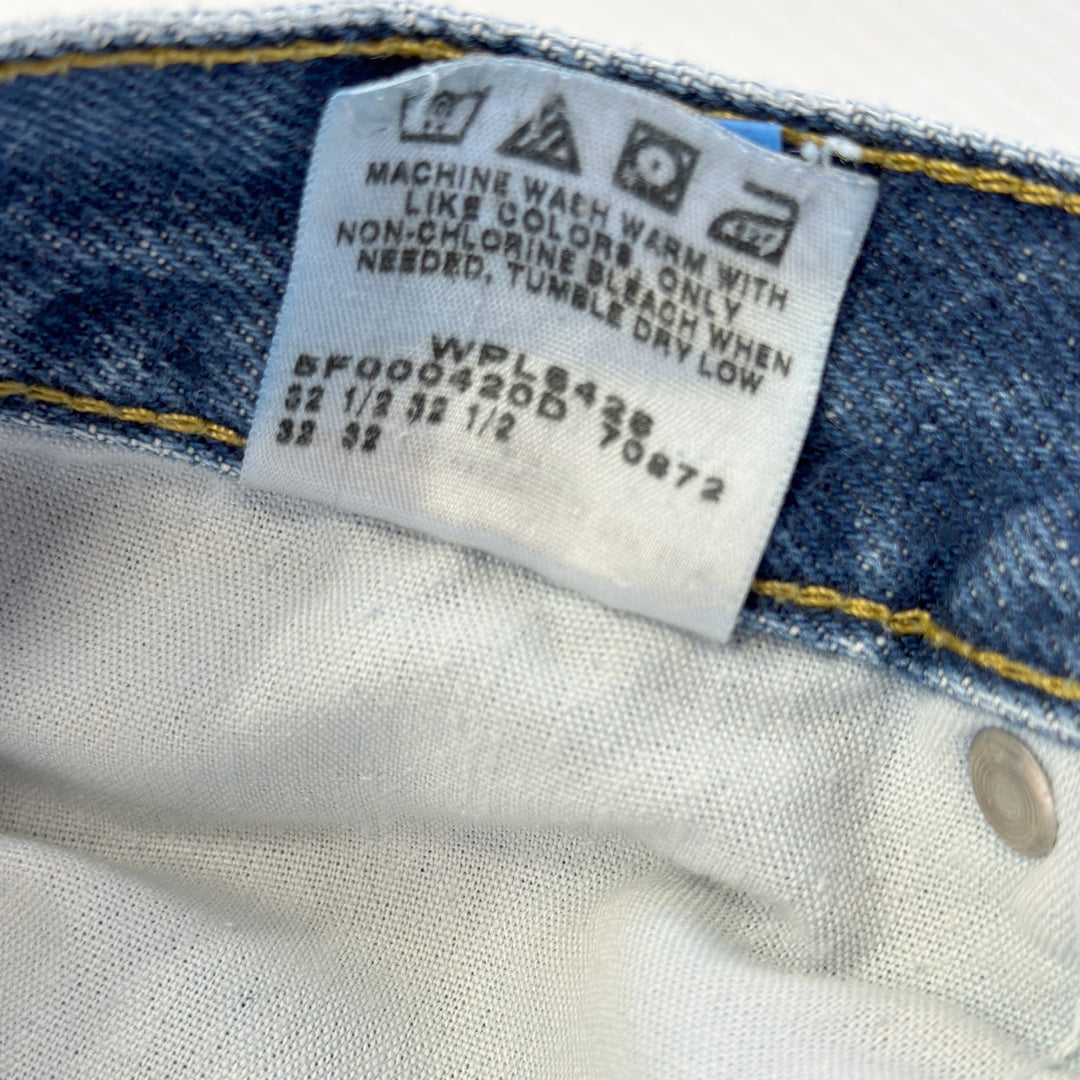 MACHINE WASH WARM WITH
LIKE COLORS, ONLY
NON-CHLORINE BLEACH WHEN
NEEDED, TUMBLE DRY LOW
WPL8426
5F000420D 70872
32 1/2 32 1/2
32 32